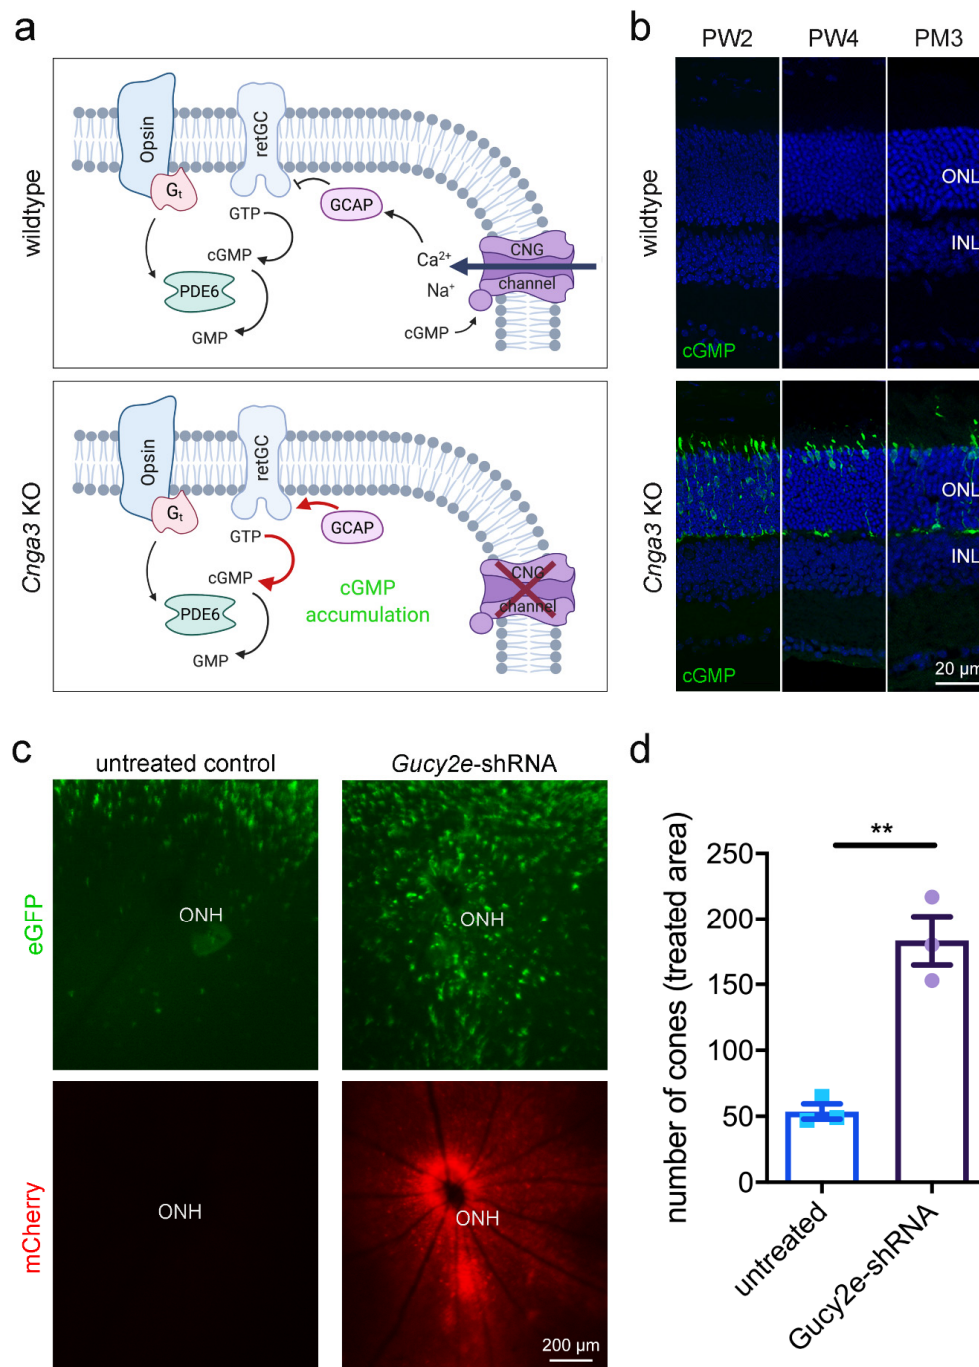 a
wildtype
Opsin
Gt
retGC
GTP
GCAP
cGMP
PDE6
GMP
Ca²⁺
Na⁺
cGMP
CNG
channel
Cnga3 KO
Opsin
Gt
retGC
GTP
GCAP
cGMP
PDE6
GMP
cGMP
accumulation
CNG
channel
b
PW2 PW4 PM3
wildtype
ONL
INL
cGMP
Cnga3 KO
ONL
INL
cGMP
20 µm
c
untreated control Gucy2e-shRNA
eGFP
ONH ONH
mCherry
ONH ONH
200 µm
d
number of cones (treated area)
**
250
200
150
100
50
0
untreated
Gucy2e-shRNA